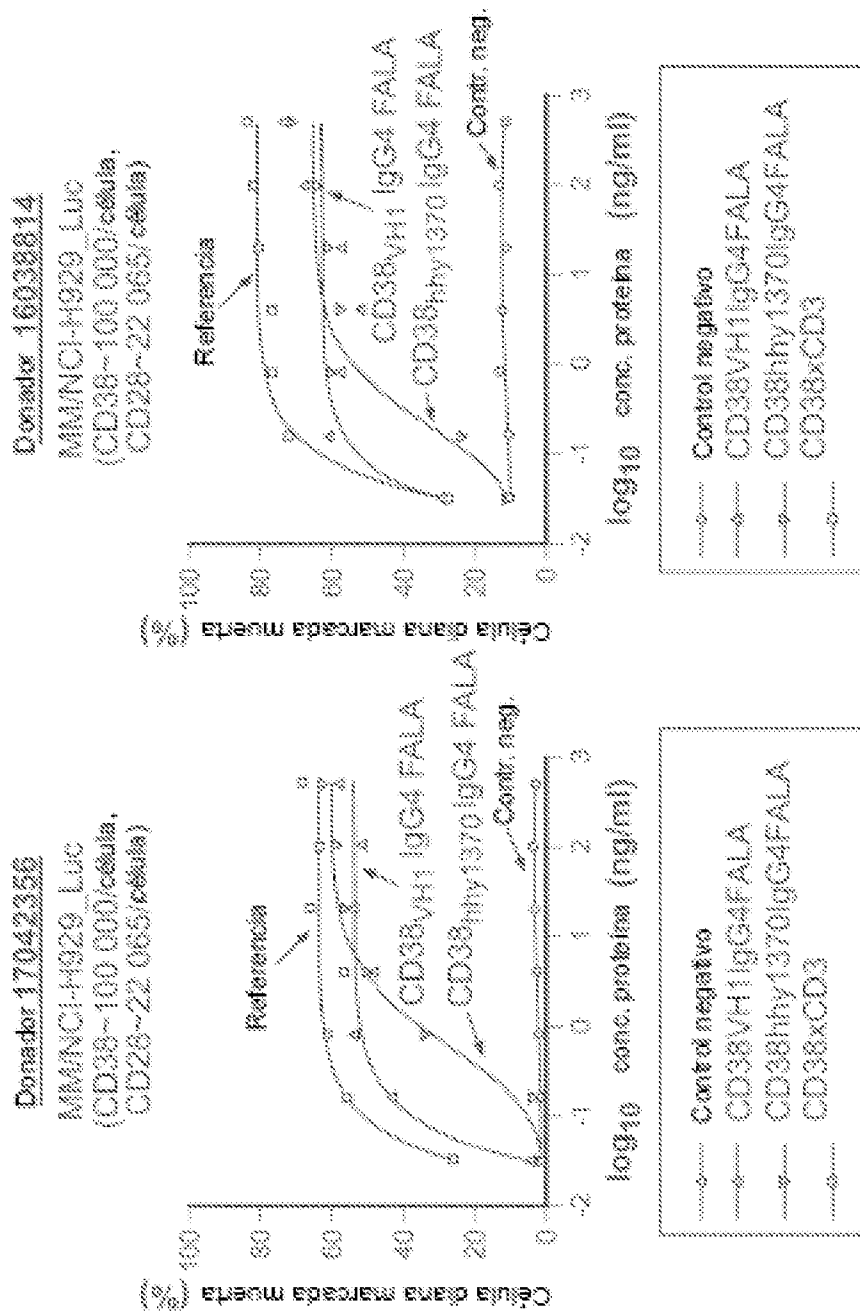 Donador 17042356
MM/NCI-H929_Luc
(CD38~100 000/célula,
CD28~22 065/célula)
Célula diana marcada muerta
(%)
100
80
60
40
20
0
-2
-1
0
1
2
3
log10 conc. proteína (ng/ml)
Referencia
CD38VH1 IgG4 FALA
CD38hhy1370 IgG4 FALA
Contr. neg.
Control negativo
CD38VH1IgG4FALA
CD38hhy1370IgG4FALA
CD38xCD3
Donador 16038814
MM/NCI-H929_Luc
(CD38~100 000/célula,
CD28~22 065/célula)
Célula diana marcada muerta
(%)
100
80
60
40
20
0
-2
-1
0
1
2
3
log10 conc. proteína (ng/ml)
Referencia
CD38VH1 IgG4 FALA
CD38hhy1370 IgG4 FALA
Contr. neg.
Control negativo
CD38VH1IgG4FALA
CD38hhy1370IgG4FALA
CD38xCD3